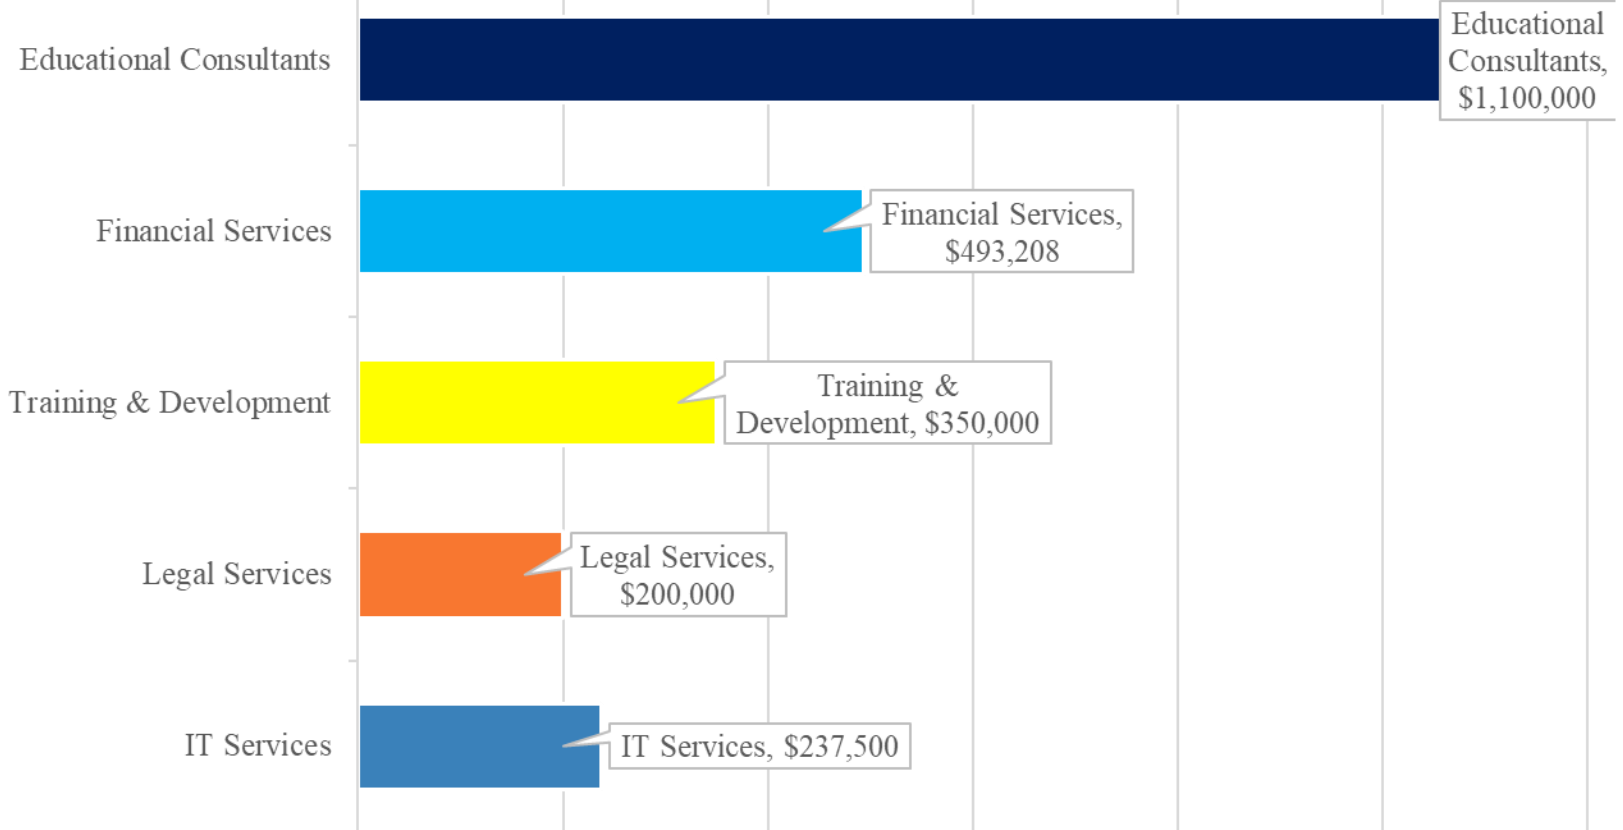 Educational Consultants
Educational
Consultants,
$1,100,000
Financial Services
Financial Services,
$493,208
Training & Development
Training &
Development, $350,000
Legal Services
Legal Services,
$200,000
IT Services
IT Services, $237,500